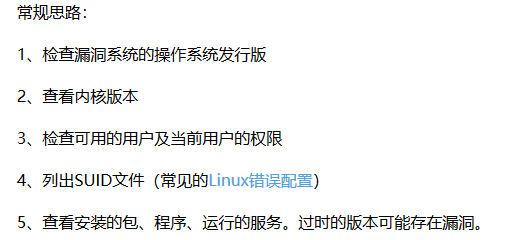 常规思路：
1、检查漏洞系统的操作系统发行版
2、查看内核版本
3、检查可用的用户及当前用户的权限
4、列出SUID文件（常见的Linux错误配置）
5、查看安装的包、程序、运行的服务。过时的版本可能存在漏洞。